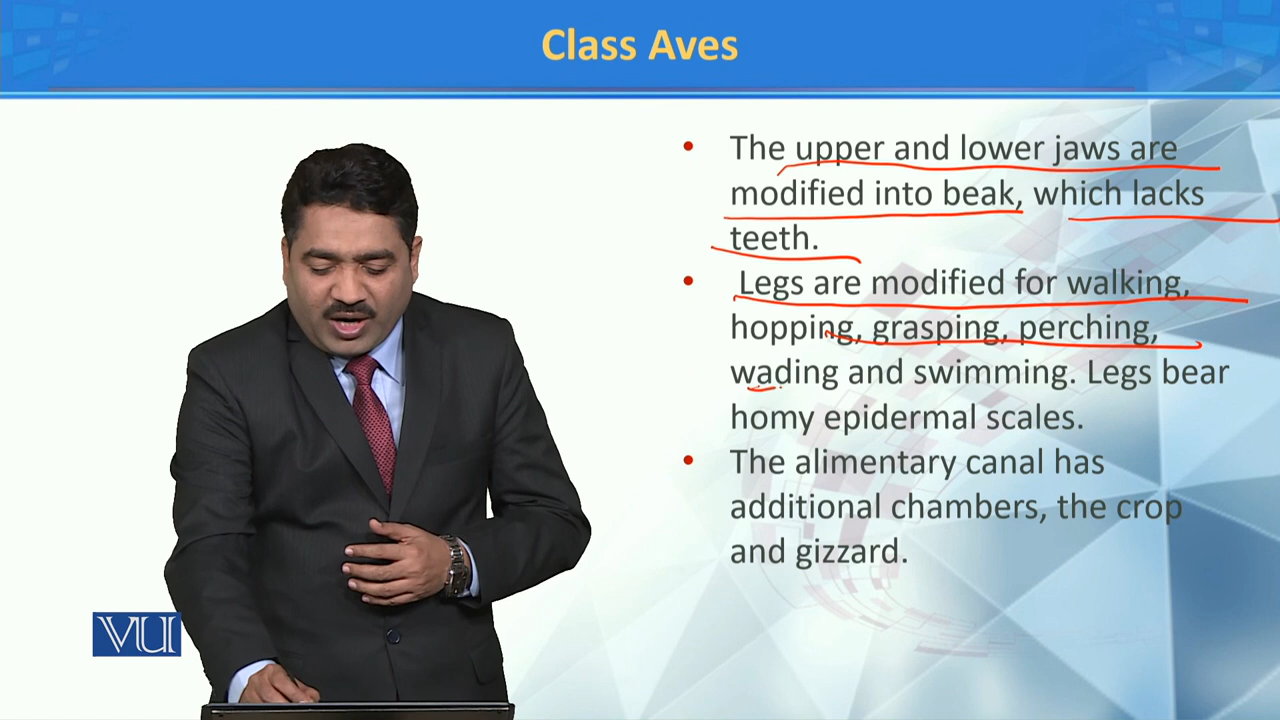 Class Aves
• The upper and lower jaws are
modified into beak, which lacks
teeth.
• Legs are modified for walking,
hopping, grasping, perching,
wading and swimming. Legs bear
homy epidermal scales.
• The alimentary canal has
additional chambers, the crop
and gizzard.
VU